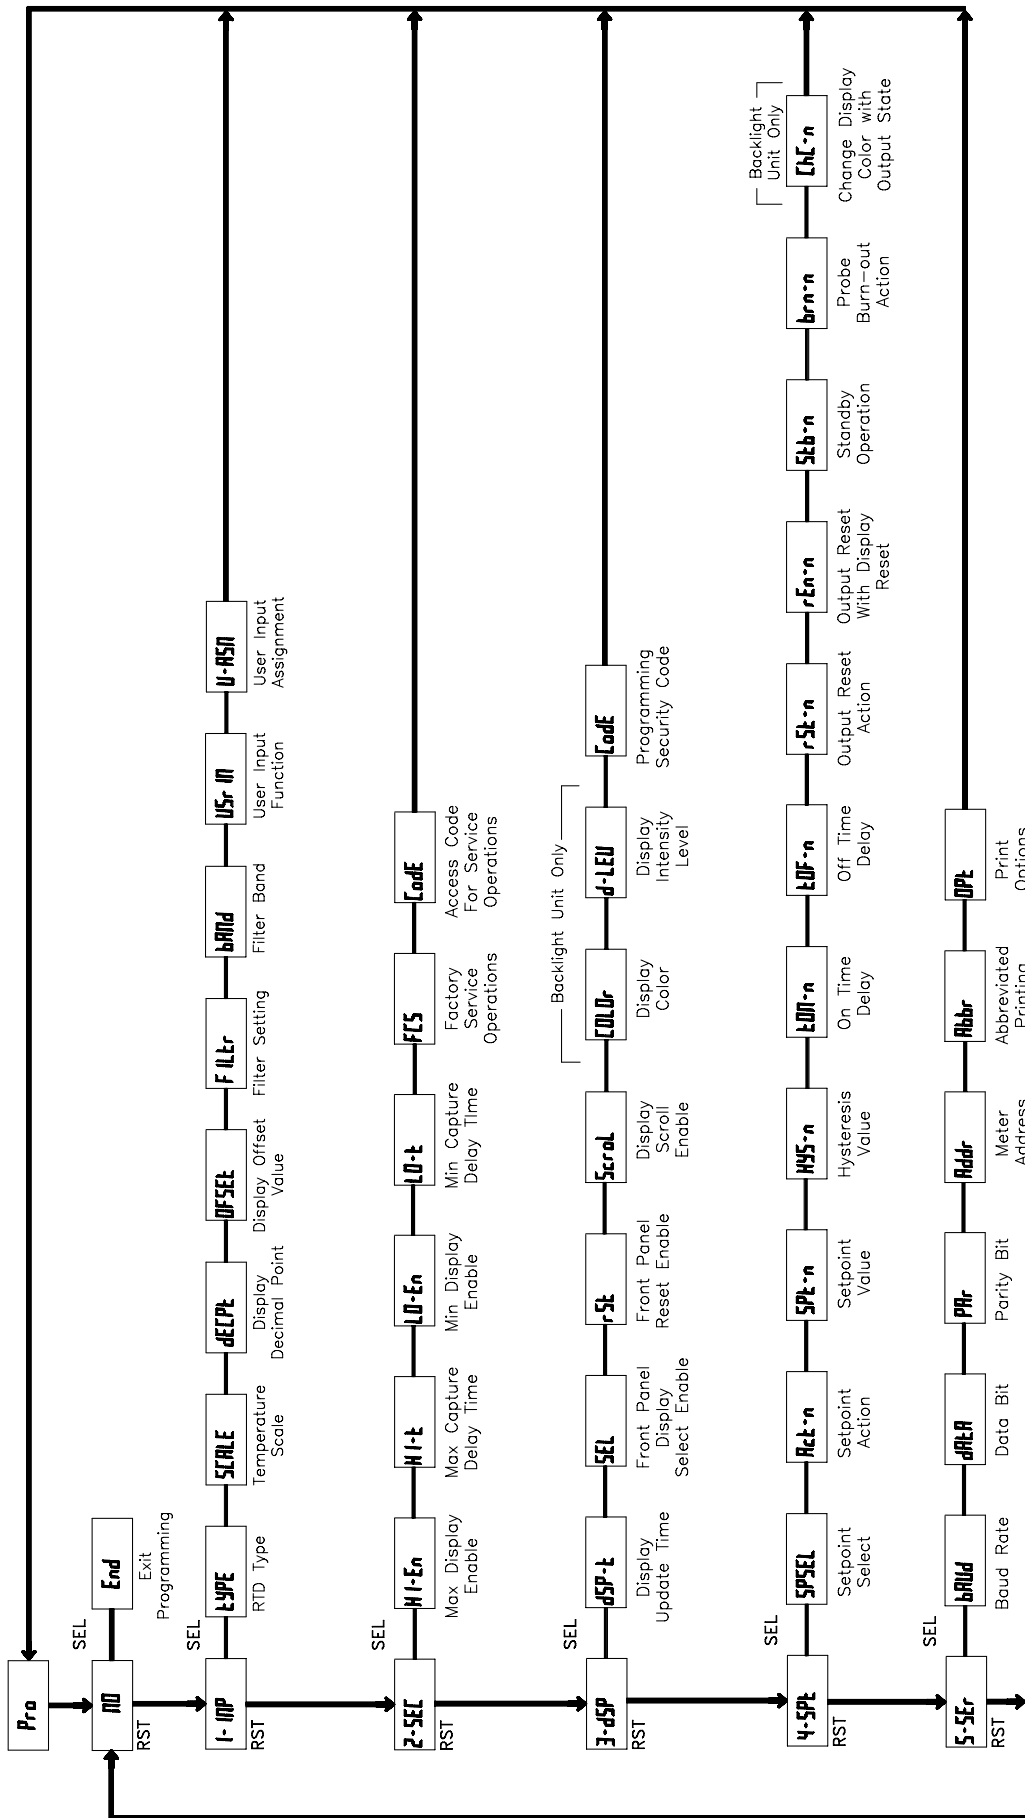 Pro
NO
SEL
RST
End
Exit
Programming
1-INP
SEL
RST
tYPE
RTD Type
SCALE
Temperature
Scale
dECPt
Display
Decimal Point
OFSEt
Display Offset
Value
FILtr
Filter Setting
bANd
Filter Band
USrIN
User Input
Function
U-ASN
User Input
Assignment
2-SEC
SEL
RST
HI-En
Max Display
Enable
HI-t
Max Capture
Delay Time
LO-En
Min Display
Enable
LO-t
Min Capture
Delay TIme
FCS
Factory
Service
Operations
CodE
Access Code
For Service
Operations
3-dSP
SEL
RST
dSP-t
Display
Update Time
SEL
Front Panel
Display
Select Enable
rSt
Front Panel
Reset Enable
ScroL
Display
Scroll
Enable
Backlight Unit Only
COLOr
Display
Color
d-LEV
Display
Intensity
Level
CodE
Programming
Security Code
4-SPt
SEL
RST
SPSEL
Setpoint
Select
Act-n
Setpoint
Action
SPt-n
Setpoint
Value
HYS-n
Hysteresis
Value
tON-n
On Time
Delay
tOF-n
Off Time
Delay
rSt-n
Output Reset
Action
rEn-n
Output Reset
With Display
Reset
Stb-n
Standby
Operation
brn-n
Probe
Burn-out
Action
Backlight
Unit Only
ChC-n
Change Display
Color with
Output State
5-SEr
SEL
RST
bAUd
Baud Rate
dAtA
Data Bit
PAr
Parity Bit
Addr
Meter
Address
Abbr
Abbreviated
Printing
OPt
Print
Options